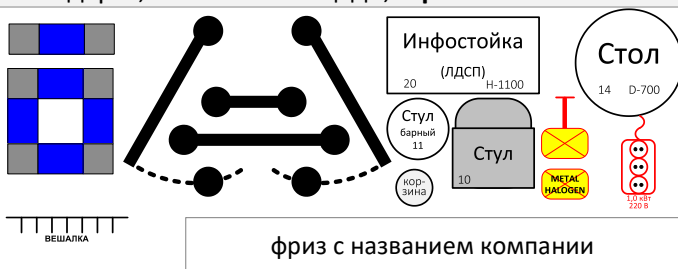 Инфостойка
(ЛДСП)
20 H-1100
Стол
14 D-700
Стул
барный
11
Стул
10
кор-
зина
METAL
HALOGEN
1,0 кВт
220 В
ВЕШАЛКА
фриз с названием компании